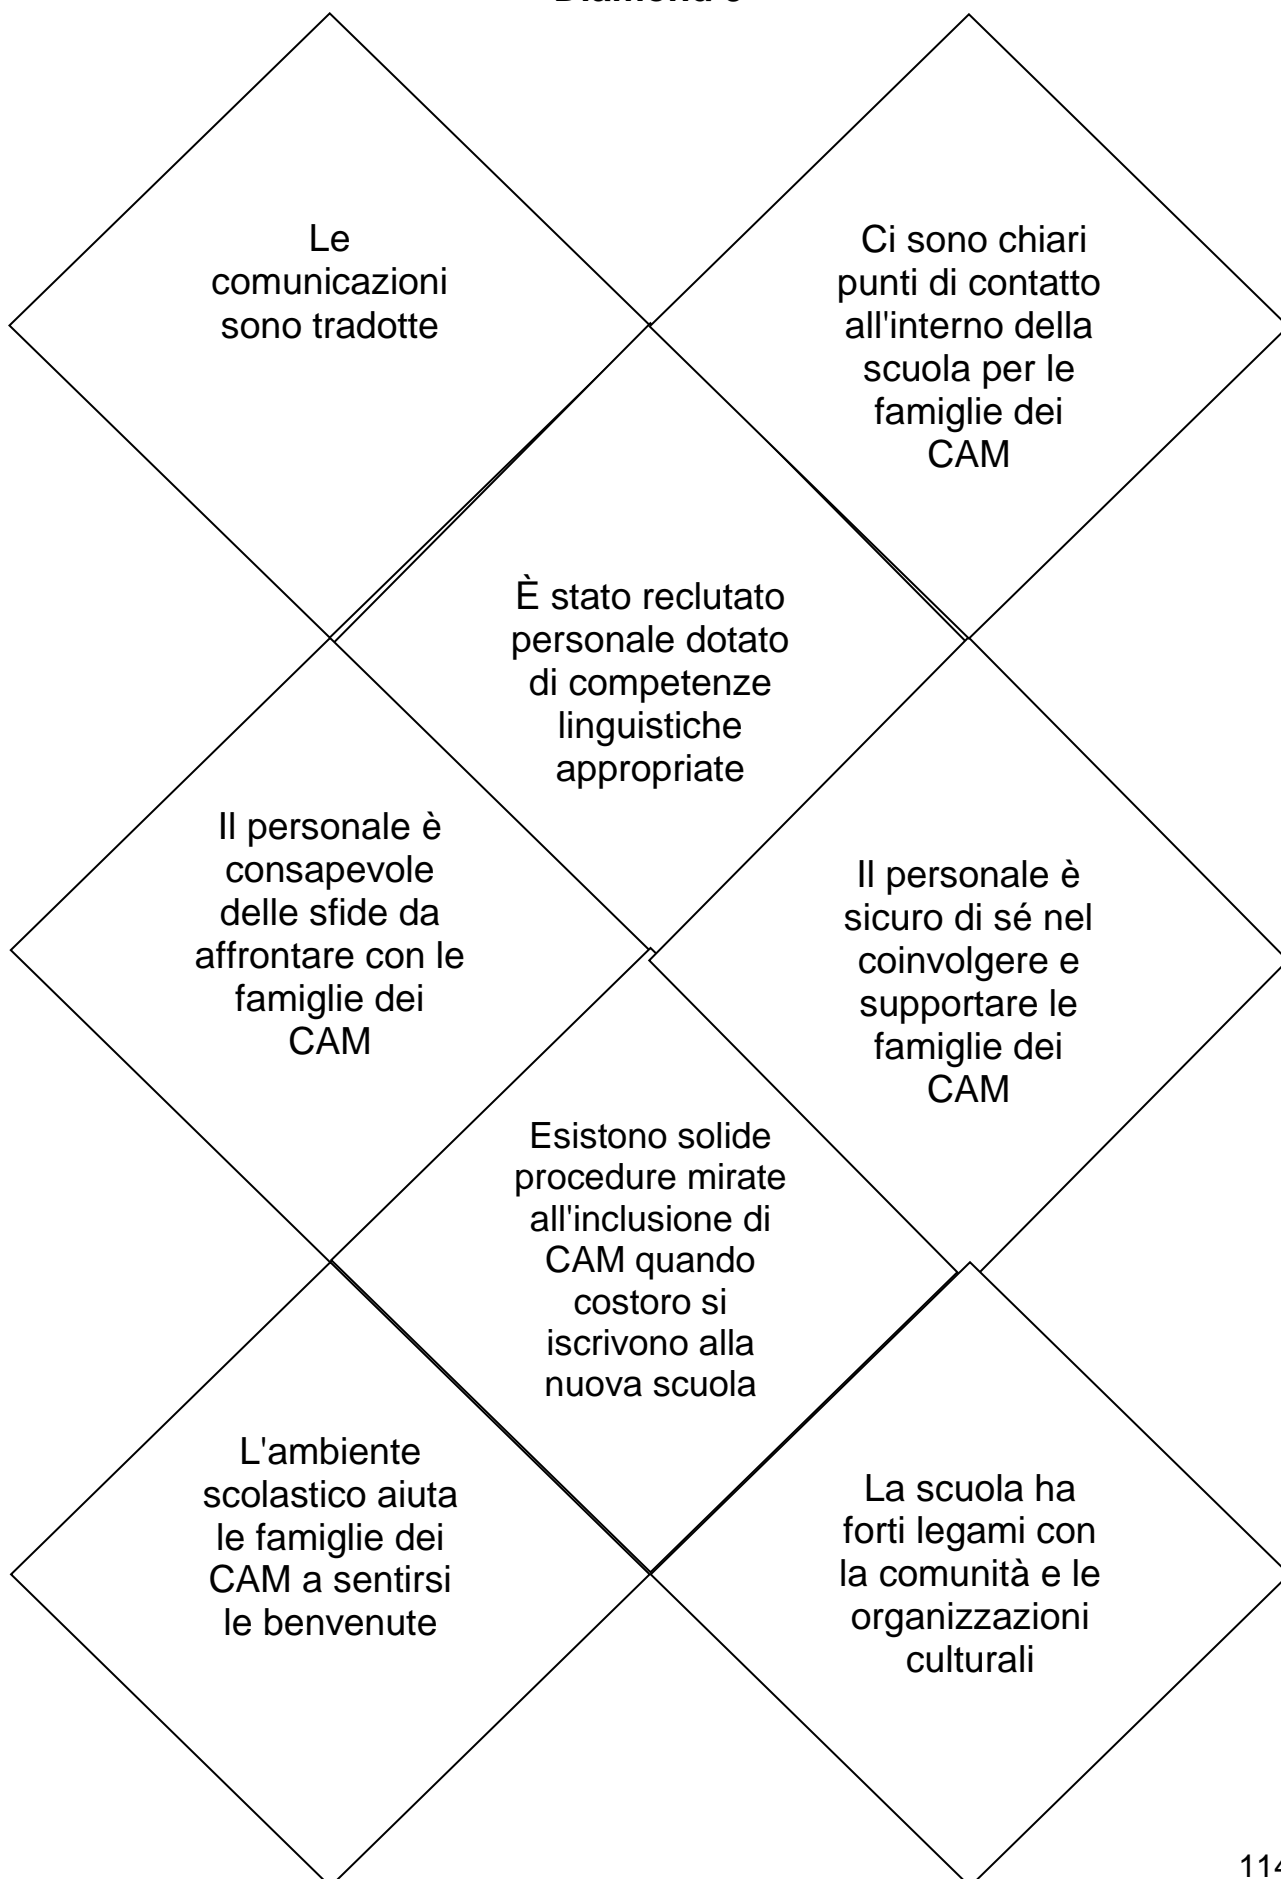 Le
comunicazioni
sono tradotte
Ci sono chiari
punti di contatto
all'interno della
scuola per le
famiglie dei
CAM
È stato reclutato
personale dotato
di competenze
linguistiche
appropriate
Il personale è
consapevole
delle sfide da
affrontare con le
famiglie dei
CAM
Il personale è
sicuro di sé nel
coinvolgere e
supportare le
famiglie dei
CAM
Esistono solide
procedure mirate
all'inclusione di
CAM quando
costoro si
iscrivono alla
nuova scuola
L'ambiente
scolastico aiuta
le famiglie dei
CAM a sentirsi
le benvenute
La scuola ha
forti legami con
la comunità e le
organizzazioni
culturali
114